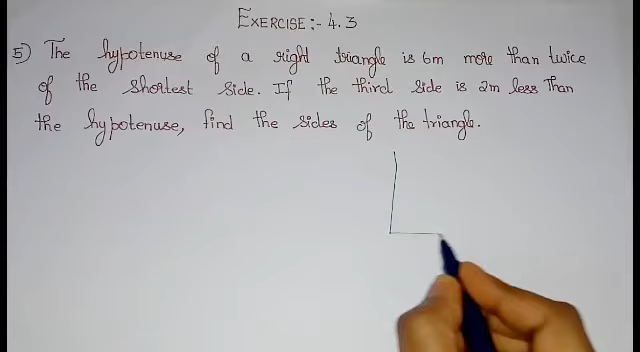 EXERCISE:- 4.3
5) The hypotenuse of a right triangle is 6m more than twice
of the shortest side. If the third side is 2m less than
the hypotenuse, find the sides of the triangle.